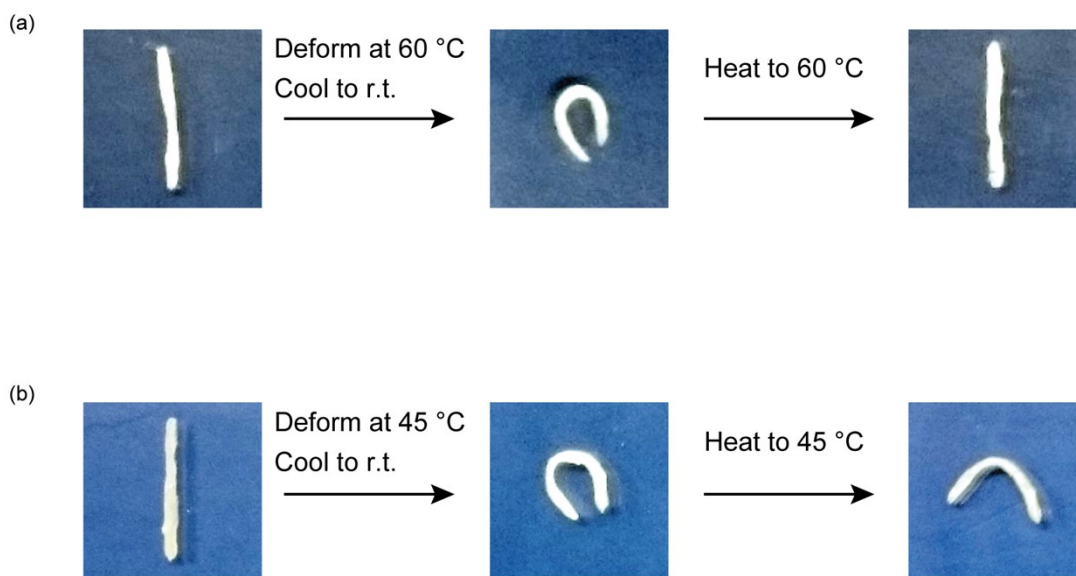 (a)
Deform at 60 °C
Cool to r.t.
Heat to 60 °C
(b)
Deform at 45 °C
Cool to r.t.
Heat to 45 °C